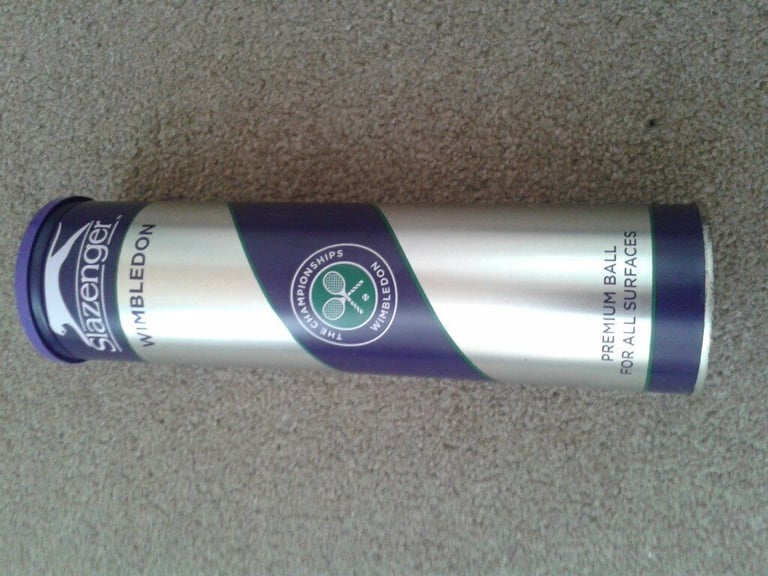 Slazenger
WIMBLEDON
THE CHAMPIONSHIPS
WIMBLEDON
PREMIUM BALL
FOR ALL SURFACES